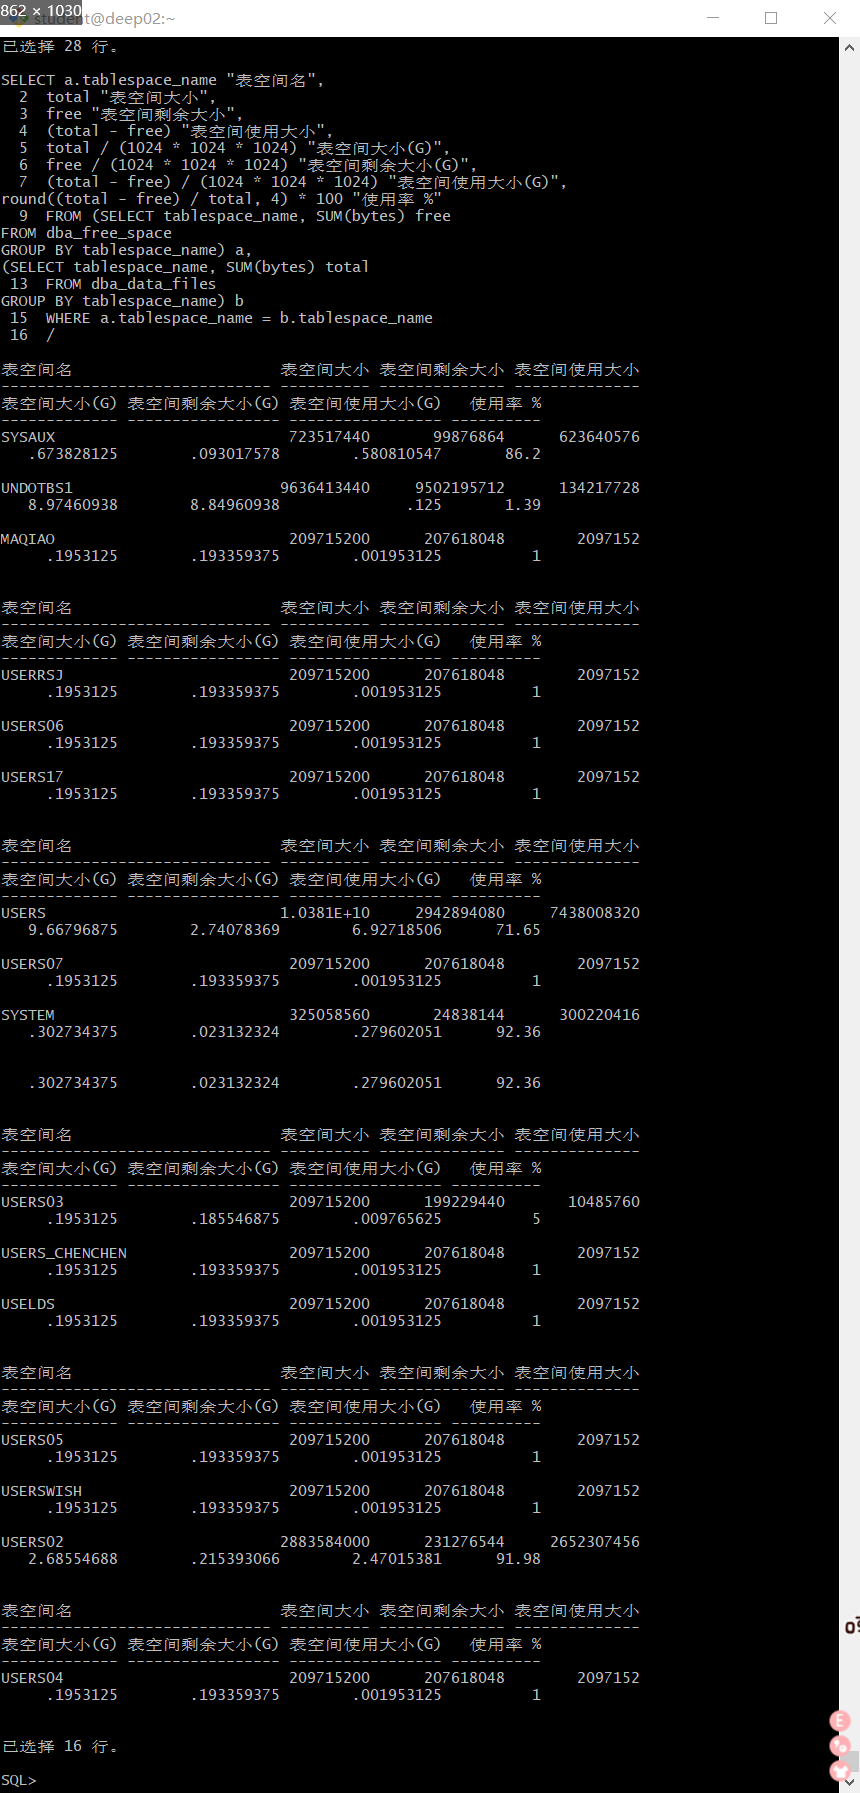 862 × 1030
student@deep02:~
已选择 28 行。
SELECT a.tablespace_name "表空间名",
2 total "表空间大小",
3 free "表空间剩余大小",
4 (total - free) "表空间使用大小",
5 total / (1024 * 1024 * 1024) "表空间大小(G)",
6 free / (1024 * 1024 * 1024) "表空间剩余大小(G)",
7 (total - free) / (1024 * 1024 * 1024) "表空间使用大小(G)",
round((total - free) / total, 4) * 100 "使用率 %"
9 FROM (SELECT tablespace_name, SUM(bytes) free
FROM dba_free_space
GROUP BY tablespace_name) a,
(SELECT tablespace_name, SUM(bytes) total
13 FROM dba_data_files
GROUP BY tablespace_name) b
15 WHERE a.tablespace_name = b.tablespace_name
16 /
表空间名 表空间大小 表空间剩余大小 表空间使用大小
------------------------------ ---------- -------------- --------------
表空间大小(G) 表空间剩余大小(G) 表空间使用大小(G) 使用率 %
------------- ----------------- ----------------- ----------
SYSAUX 723517440 99876864 623640576
.673828125 .093017578 .580810547 86.2
UNDOTBS1 9636413440 9502195712 134217728
8.97460938 8.84960938 .125 1.39
MAQIAO 209715200 207618048 2097152
.1953125 .193359375 .001953125 1
表空间名 表空间大小 表空间剩余大小 表空间使用大小
------------------------------ ---------- -------------- --------------
表空间大小(G) 表空间剩余大小(G) 表空间使用大小(G) 使用率 %
------------- ----------------- ----------------- ----------
USERRSJ 209715200 207618048 2097152
.1953125 .193359375 .001953125 1
USERS06 209715200 207618048 2097152
.1953125 .193359375 .001953125 1
USERS17 209715200 207618048 2097152
.1953125 .193359375 .001953125 1
表空间名 表空间大小 表空间剩余大小 表空间使用大小
------------------------------ ---------- -------------- --------------
表空间大小(G) 表空间剩余大小(G) 表空间使用大小(G) 使用率 %
------------- ----------------- ----------------- ----------
USERS 1.0381E+10 2942894080 7438008320
9.66796875 2.74078369 6.92718506 71.65
USERS07 209715200 207618048 2097152
.1953125 .193359375 .001953125 1
SYSTEM 325058560 24838144 300220416
.302734375 .023132324 .279602051 92.36
.302734375 .023132324 .279602051 92.36
表空间名 表空间大小 表空间剩余大小 表空间使用大小
------------------------------ ---------- -------------- --------------
表空间大小(G) 表空间剩余大小(G) 表空间使用大小(G) 使用率 %
------------- ----------------- ----------------- ----------
USERS03 209715200 199229440 10485760
.1953125 .185546875 .009765625 5
USERS_CHENCHEN 209715200 207618048 2097152
.1953125 .193359375 .001953125 1
USELDS 209715200 207618048 2097152
.1953125 .193359375 .001953125 1
表空间名 表空间大小 表空间剩余大小 表空间使用大小
------------------------------ ---------- -------------- --------------
表空间大小(G) 表空间剩余大小(G) 表空间使用大小(G) 使用率 %
------------- ----------------- ----------------- ----------
USERS05 209715200 207618048 2097152
.1953125 .193359375 .001953125 1
USERSWISH 209715200 207618048 2097152
.1953125 .193359375 .001953125 1
USERS02 2883584000 231276544 2652307456
2.68554688 .215393066 2.47015381 91.98
表空间名 表空间大小 表空间剩余大小 表空间使用大小
------------------------------ ---------- -------------- --------------
表空间大小(G) 表空间剩余大小(G) 表空间使用大小(G) 使用率 %
------------- ----------------- ----------------- ----------
USERS04 209715200 207618048 2097152
.1953125 .193359375 .001953125 1
已选择 16 行。
SQL>
E